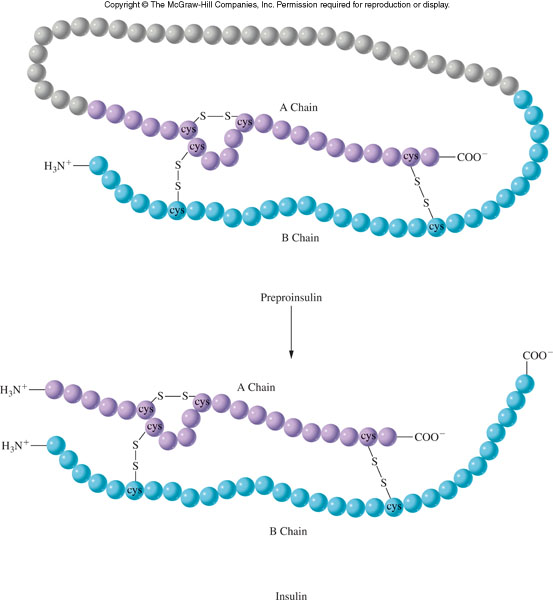 Copyright © The McGraw-Hill Companies, Inc. Permission required for reproduction or display.
S S
A Chain
cys cys
cys cys COO⁻
H₃N⁺
S
S
S
S
cys
cys
B Chain
Preproinsulin
COO⁻
H₃N⁺
S S
A Chain
cys cys
cys
cys COO⁻
H₃N⁺
S
S
S
S
cys
cys
B Chain
Insulin